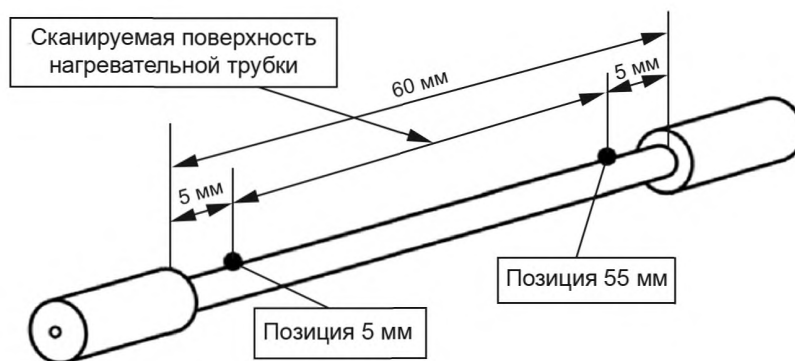 Сканируемая поверхность
нагревательной трубки
60 мм
5 мм
5 мм
Позиция 55 мм
Позиция 5 мм